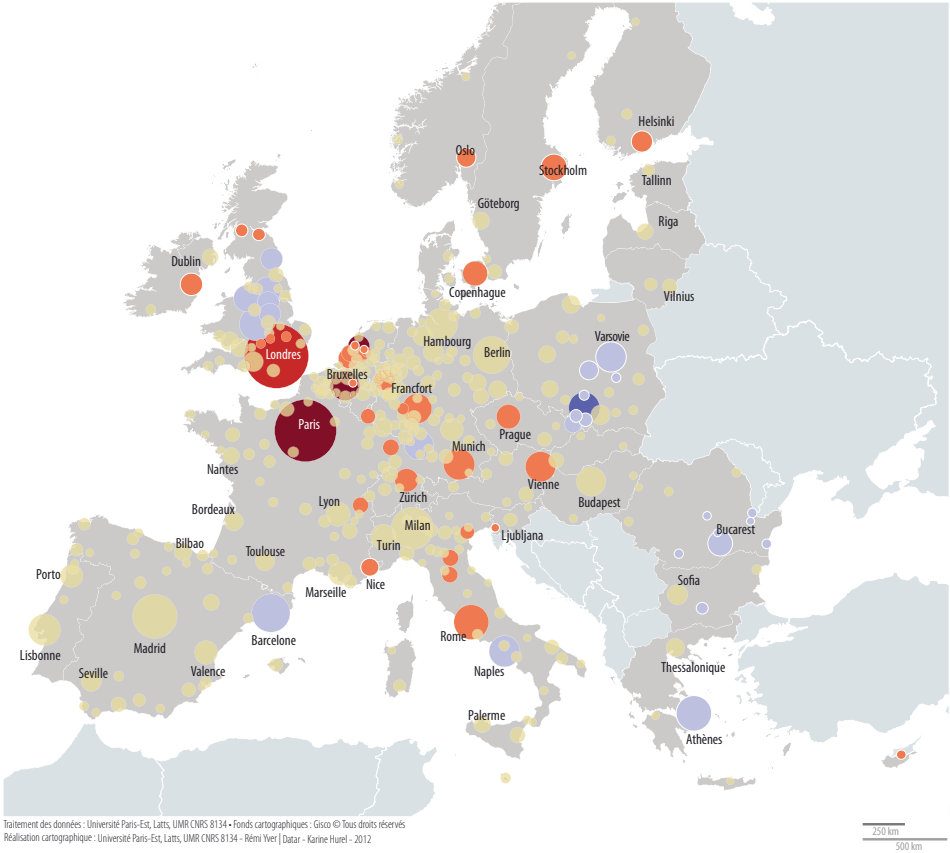 Helsinki
Oslo
Stockholm
Tallinn
Göteborg
Riga
Dublin
Copenhague
Vilnius
Varsovie
Hambourg
Londres
Berlin
Bruxelles
Francfort
Paris
Prague
Munich
Nantes
Vienne
Zürich
Lyon
Budapest
Bordeaux
Milan
Bucarest
Ljubljana
Bilbao
Turin
Toulouse
Porto
Nice
Sofia
Marseille
Rome
Barcelone
Madrid
Lisbonne
Thessalonique
Seville
Valence
Naples
Palerme
Athènes
Traitement des données : Université Paris-Est, Latts, UMR CNRS 8134 • Fonds cartographiques : Gisco © Tous droits réservés
Réalisation cartographique : Université Paris-Est, Latts, UMR CNRS 8134 - Rémi Yver | Datar - Karine Hurel - 2012
250 km
500 km